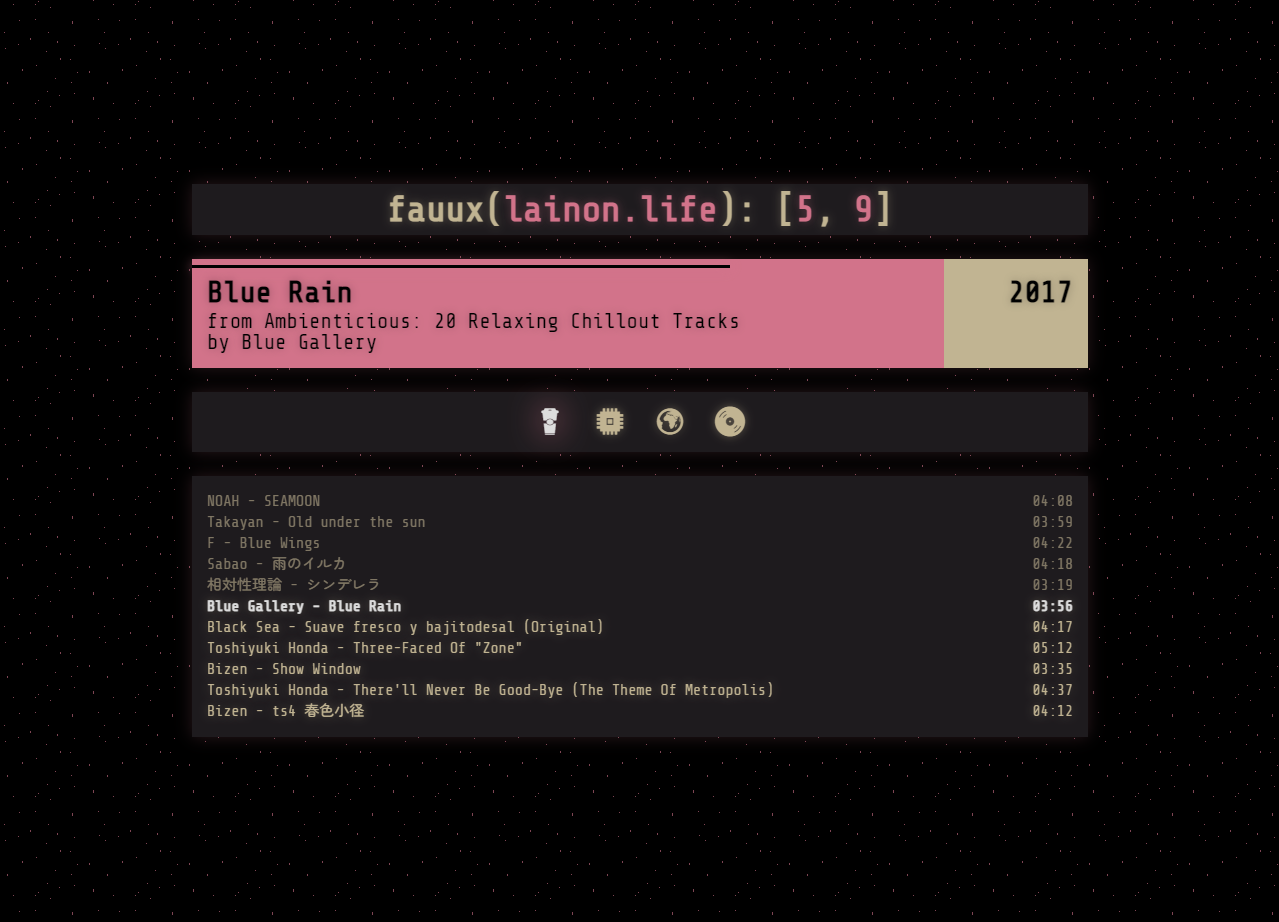 fauux(lainon.life): [5, 9]
Blue Rain 2017
from Ambienticious: 20 Relaxing Chillout Tracks
by Blue Gallery
NOAH - SEAMOON 04:08
Takayan - Old under the sun 03:59
F - Blue Wings 04:22
Sabao - 雨のイルカ 04:18
相対性理論 - シンデレラ 03:19
Blue Gallery - Blue Rain 03:56
Black Sea - Suave fresco y bajitodesal (Original) 04:17
Toshiyuki Honda - Three-Faced Of "Zone" 05:12
Bizen - Show Window 03:35
Toshiyuki Honda - There'll Never Be Good-Bye (The Theme Of Metropolis) 04:37
Bizen - ts4 春色小径 04:12